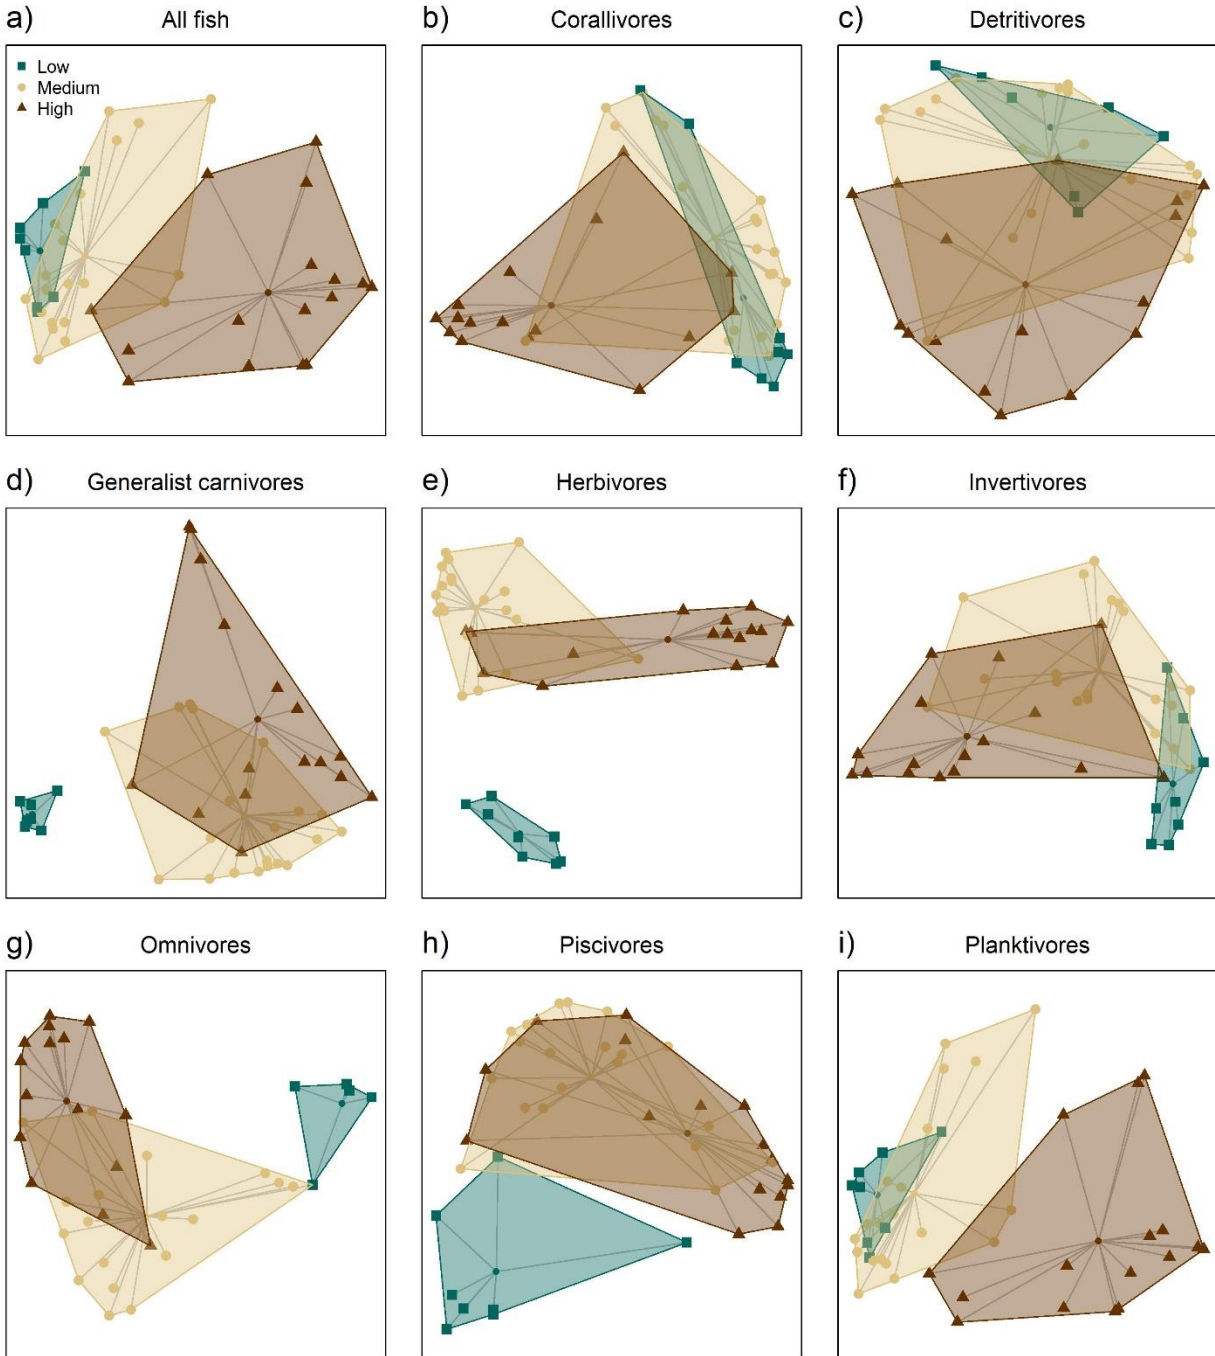 a) All fish
b) Corallivores
c) Detritivores
Low
Medium
High
d) Generalist carnivores
e) Herbivores
f) Invertivores
g) Omnivores
h) Piscivores
i) Planktivores